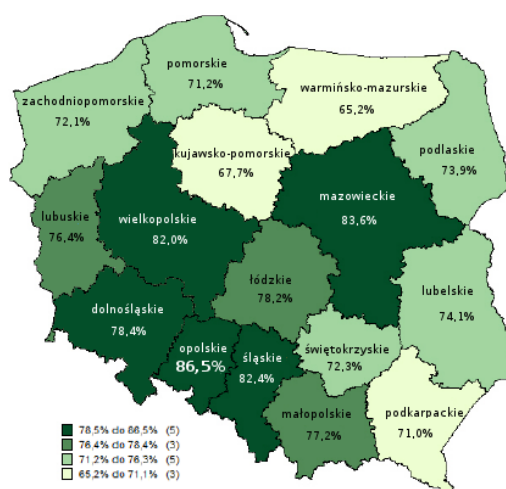 pomorskie
71,2%
warmińsko-mazurskie
65,2%
zachodniopomorskie
72,1%
kujawsko-pomorskie
67,7%
podlaskie
73,9%
mazowieckie
83,6%
lubuskie
76,4%
wielkopolskie
82,0%
łódzkie
78,2%
lubelskie
74,1%
dolnośląskie
78,4%
opolskie
86,5%
śląskie
82,4%
świętokrzyskie
72,3%
małopolskie
77,2%
podkarpackie
71,0%
78,5% do 86,5% (5)
76,4% do 78,4% (3)
71,2% do 76,3% (5)
65,2% do 71,1% (3)